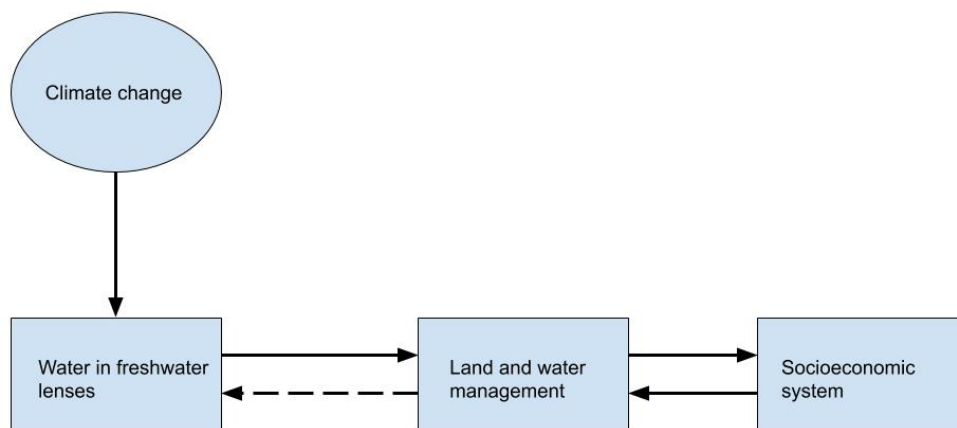 Climate change
Water in freshwater
lenses
Land and water
management
Socioeconomic
system